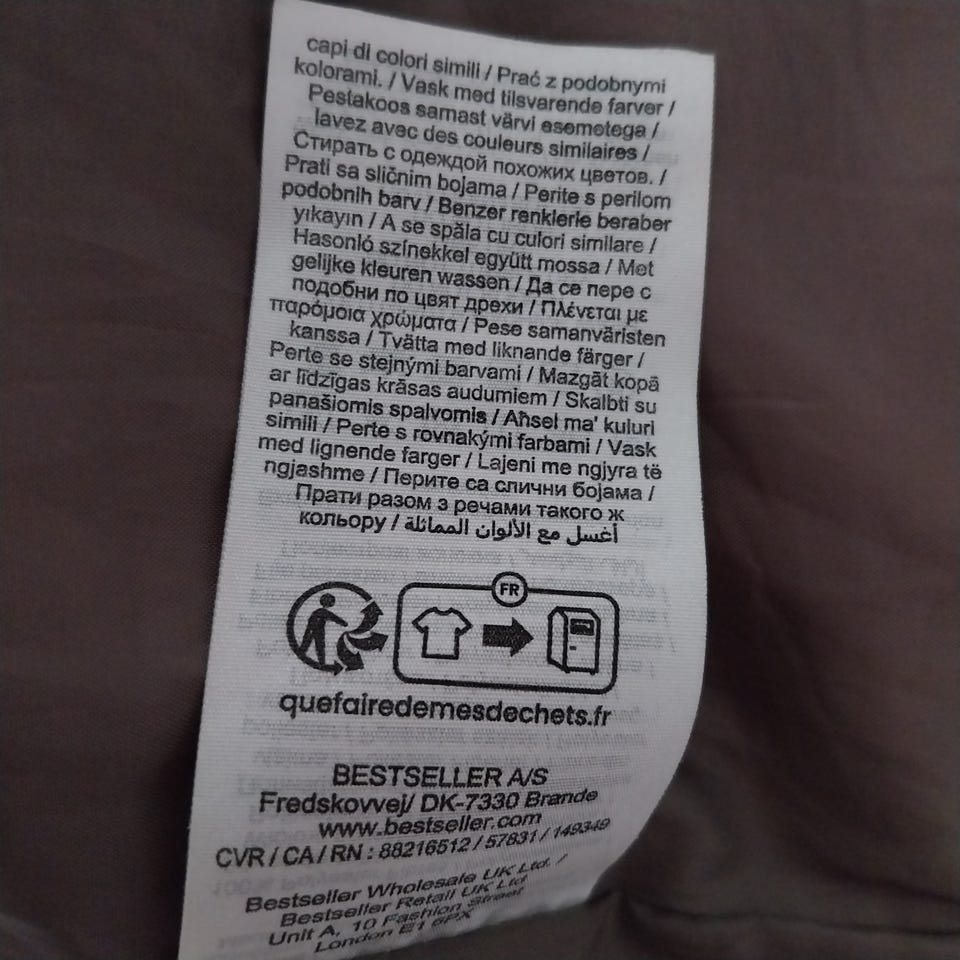 capi di colori simili / Prać z podobnymi
kolorami. / Vask med tilsvarende farver /
Pestakoos samast värvi esemetega /
lavez avec des couleurs similaires /
Стирать с одеждой похожих цветов. /
Prati sa sličnim bojama / Perite s perilom
podobnih barv / Benzer renklerle beraber
yıkayın / A se spăla cu culori similare /
Hasonló színekkel együtt mossa / Met
gelijke kleuren wassen / Да се пере с
подобни по цвят дрехи / Πλένεται με
παρόμοια χρώματα / Pese samanväristen
kanssa / Tvätta med liknande färger /
Perte se stejnými barvami / Mazgāt kopā
ar līdzīgas krāsas audumiem / Skalbti su
panašiomis spalvomis / Aħsel ma' kuluri
simili / Perte s rovnakými farbami / Vask
med lignende farger / Lajeni me ngjyra të
ngjashme / Перите са слични бојама /
Прати разом з речами такого ж
кольору / أغسل مع الألوان المماثلة
FR
quefairedemesdechets.fr
BESTSELLER A/S
Fredskovvej/ DK-7330 Brande
www.bestseller.com
CVR / CA / RN : 88216512 / 57831 / 149349
Bestseller Wholesale UK Ltd. /
Bestseller Retail UK Ltd
Unit A, 10 Fashion Street
London E1 6PX